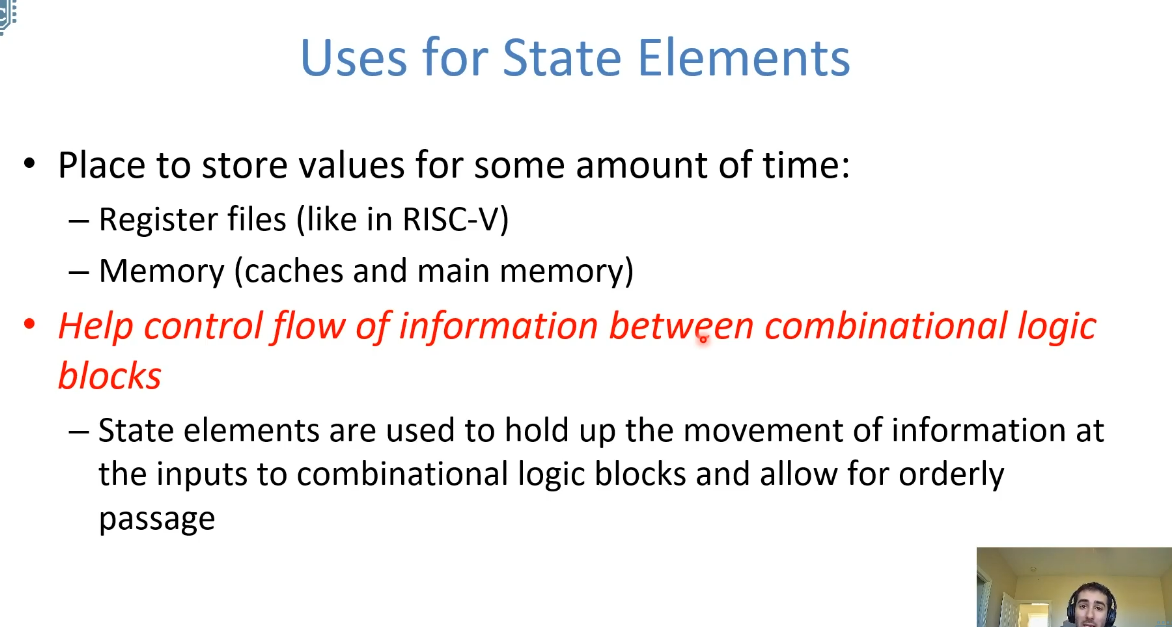 Uses for State Elements
• Place to store values for some amount of time:
– Register files (like in RISC-V)
– Memory (caches and main memory)
• Help control flow of information between combinational logic
blocks
– State elements are used to hold up the movement of information at
the inputs to combinational logic blocks and allow for orderly
passage